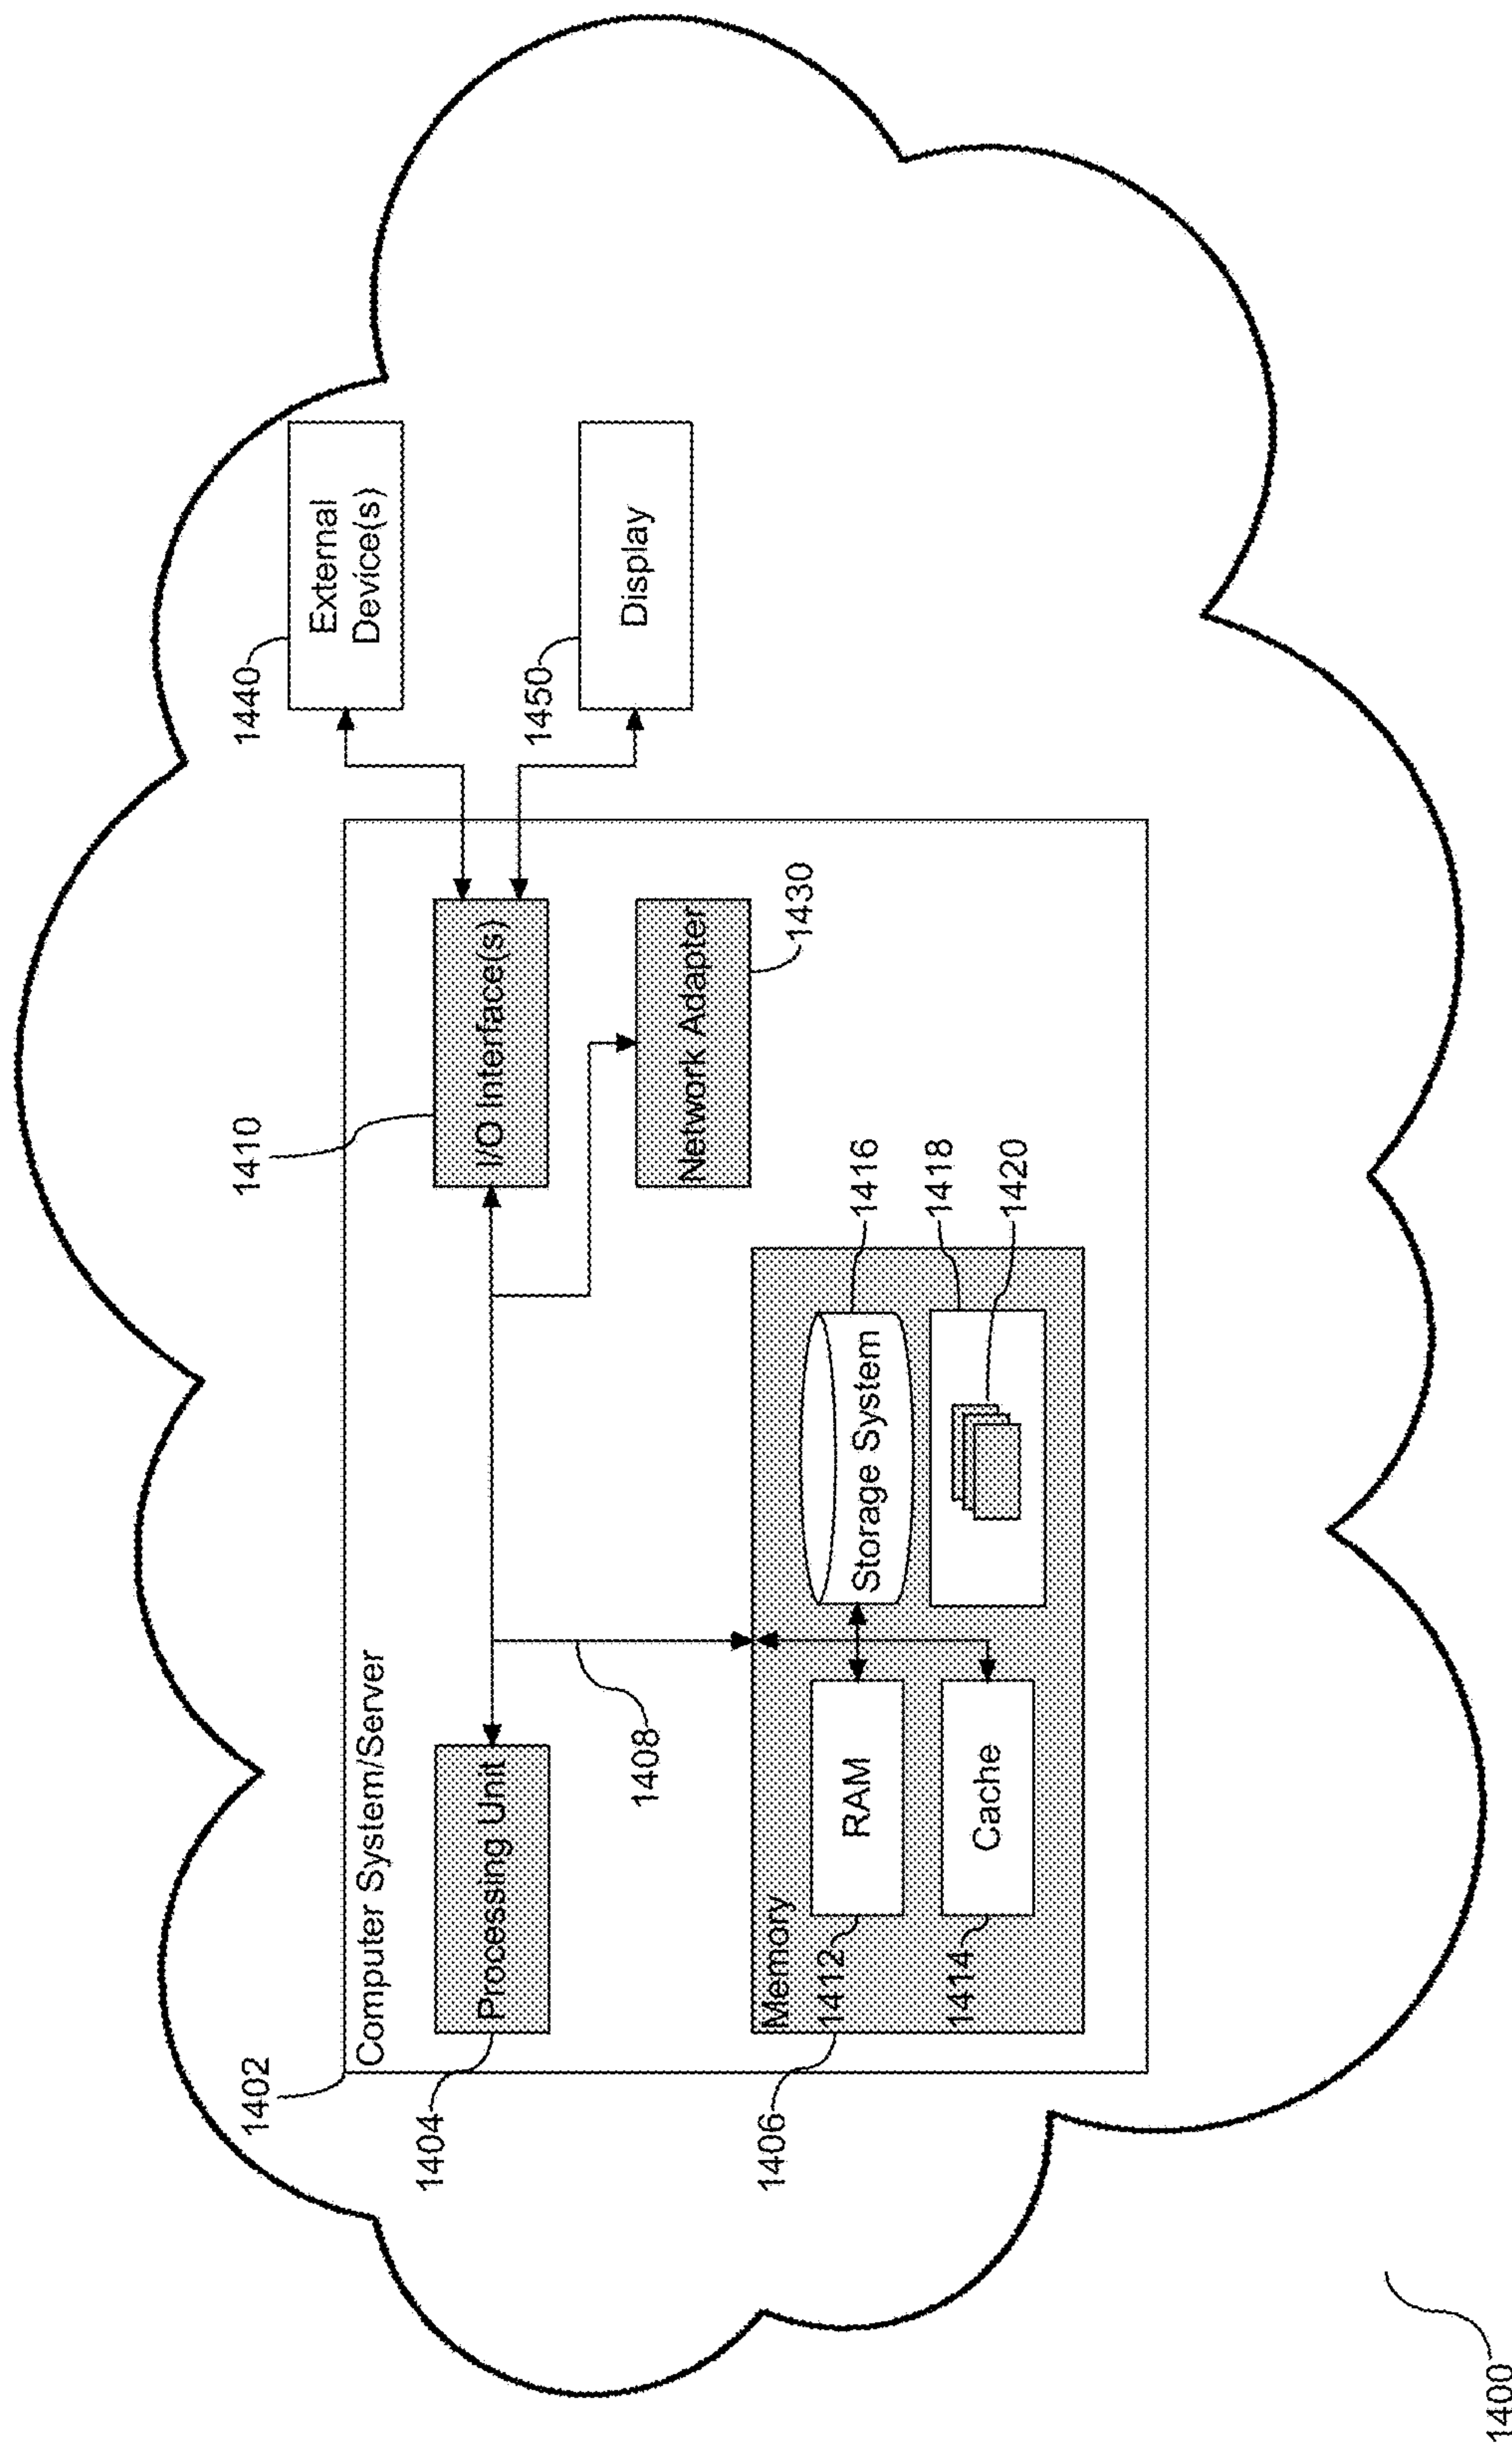 1402
Computer System/Server
1404
Processing Unit
1410
I/O Interface(s)
1440
External
Device(s)
1408
Network Adapter
1430
1450
Display
1406
Memory
1412
RAM
Storage System
1416
1414
Cache
1418
1420
1400